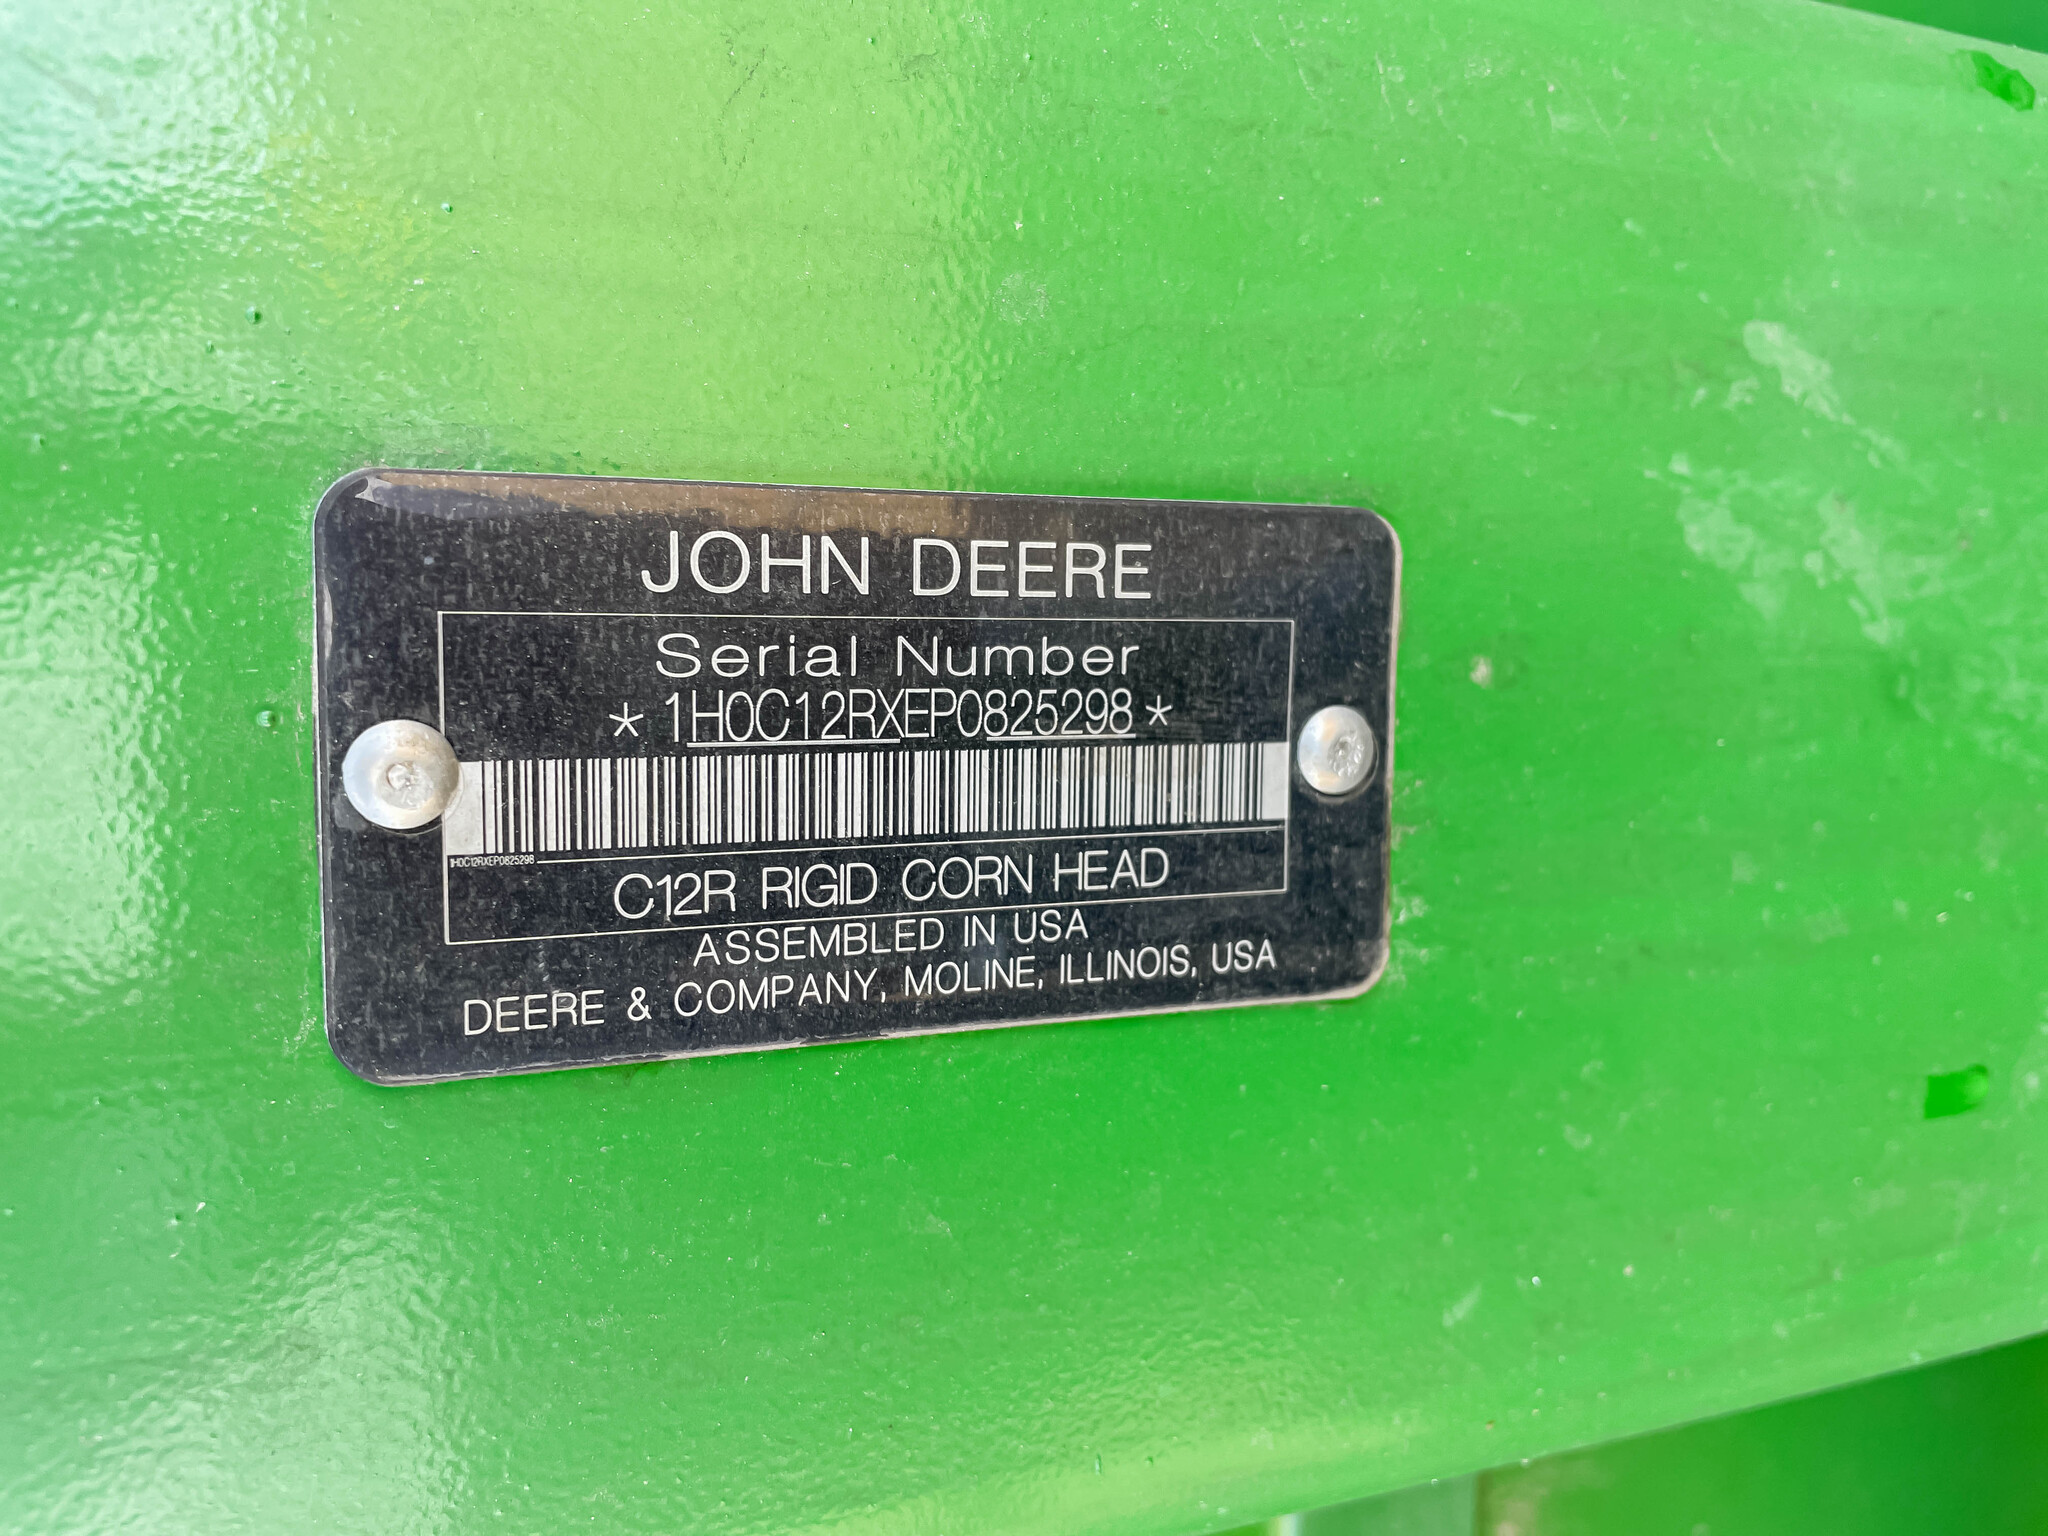 JOHN DEERE
Serial Number
*1H0C12RXEP0825298*
1H0C12RXEP0825298
C12R RIGID CORN HEAD
ASSEMBLED IN USA
DEERE & COMPANY, MOLINE, ILLINOIS, USA